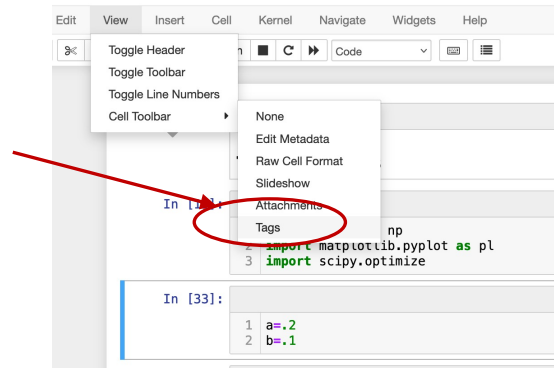 Edit View Insert Cell Kernel Navigate Widgets Help
Code
Toggle Header
Toggle Toolbar
Toggle Line Numbers
Cell Toolbar
None
Edit Metadata
Raw Cell Format
Slideshow
Attachments
Tags
np
2 import matplotlib.pyplot as pl
3 import scipy.optimize
In [33]:
1 a=.2
2 b=.1